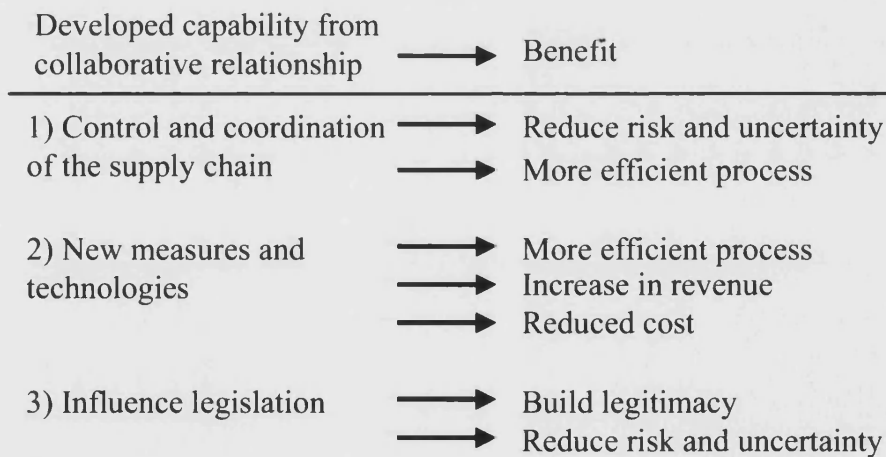 Developed capability from
collaborative relationship
Benefit
1) Control and coordination
of the supply chain
Reduce risk and uncertainty
More efficient process
2) New measures and
technologies
More efficient process
Increase in revenue
Reduced cost
3) Influence legislation
Build legitimacy
Reduce risk and uncertainty